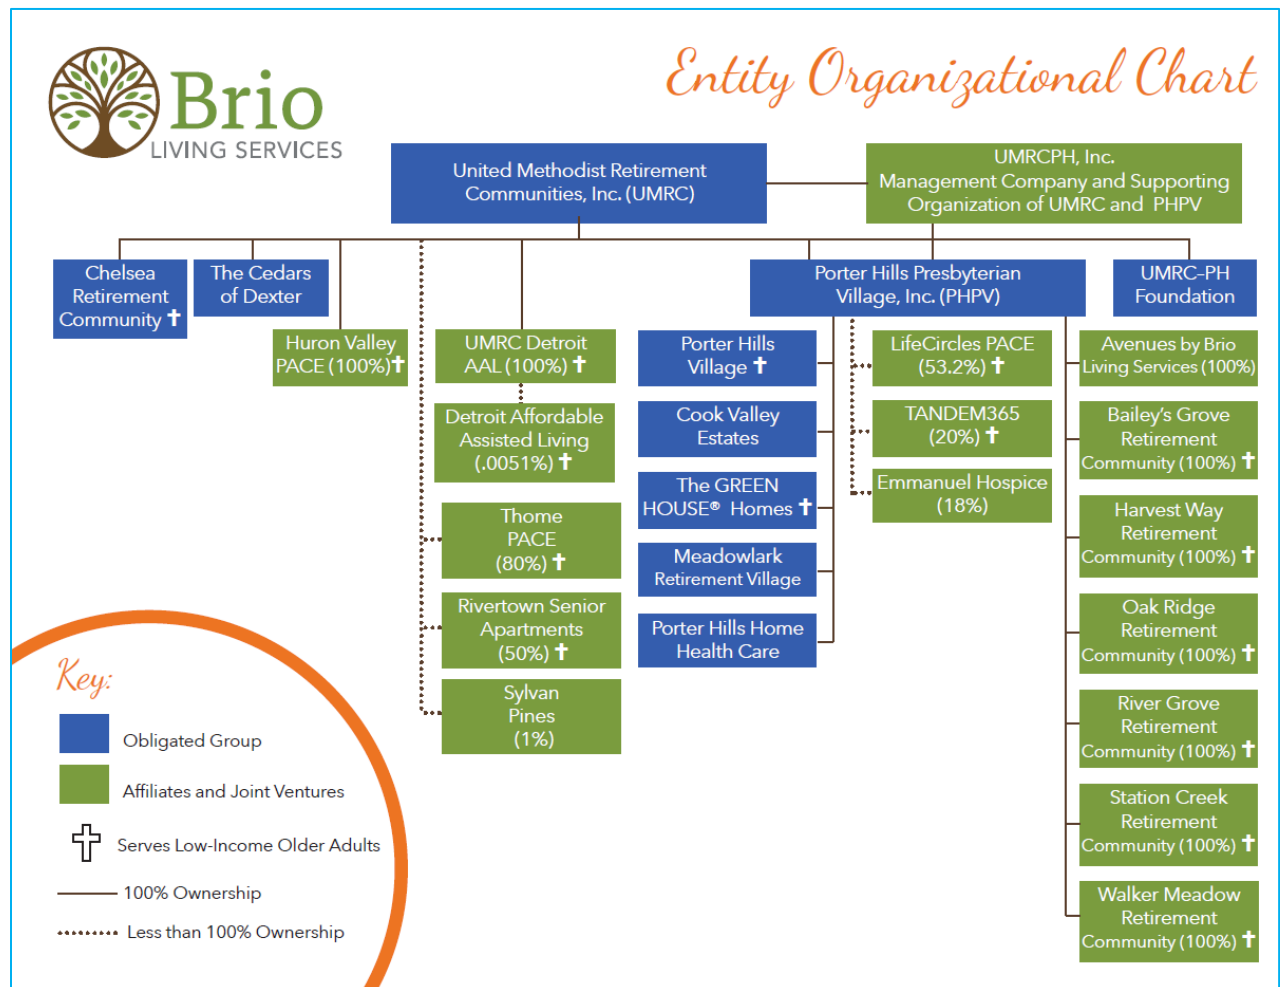 Brio
LIVING SERVICES
Entity Organizational Chart
United Methodist Retirement
Communities, Inc. (UMRC)
UMRCPH, Inc.
Management Company and Supporting
Organization of UMRC and PHPV
Chelsea
Retirement
Community ✝
The Cedars
of Dexter
Porter Hills Presbyterian
Village, Inc. (PHPV)
UMRC-PH
Foundation
Huron Valley
PACE (100%)✝
UMRC Detroit
AAL (100%) ✝
Detroit Affordable
Assisted Living
(.0051%) ✝
Thome
PACE
(80%) ✝
Rivertown Senior
Apartments
(50%) ✝
Sylvan
Pines
(1%)
Porter Hills
Village ✝
Cook Valley
Estates
The GREEN
HOUSE® Homes ✝
Meadowlark
Retirement Village
Porter Hills Home
Health Care
LifeCircles PACE
(53.2%) ✝
TANDEM365
(20%) ✝
Emmanuel Hospice
(18%)
Avenues by Brio
Living Services (100%)
Bailey's Grove
Retirement
Community (100%) ✝
Harvest Way
Retirement
Community (100%) ✝
Oak Ridge
Retirement
Community (100%) ✝
River Grove
Retirement
Community (100%) ✝
Station Creek
Retirement
Community (100%) ✝
Walker Meadow
Retirement
Community (100%) ✝
Key:
Obligated Group
Affiliates and Joint Ventures
Serves Low-Income Older Adults
100% Ownership
Less than 100% Ownership